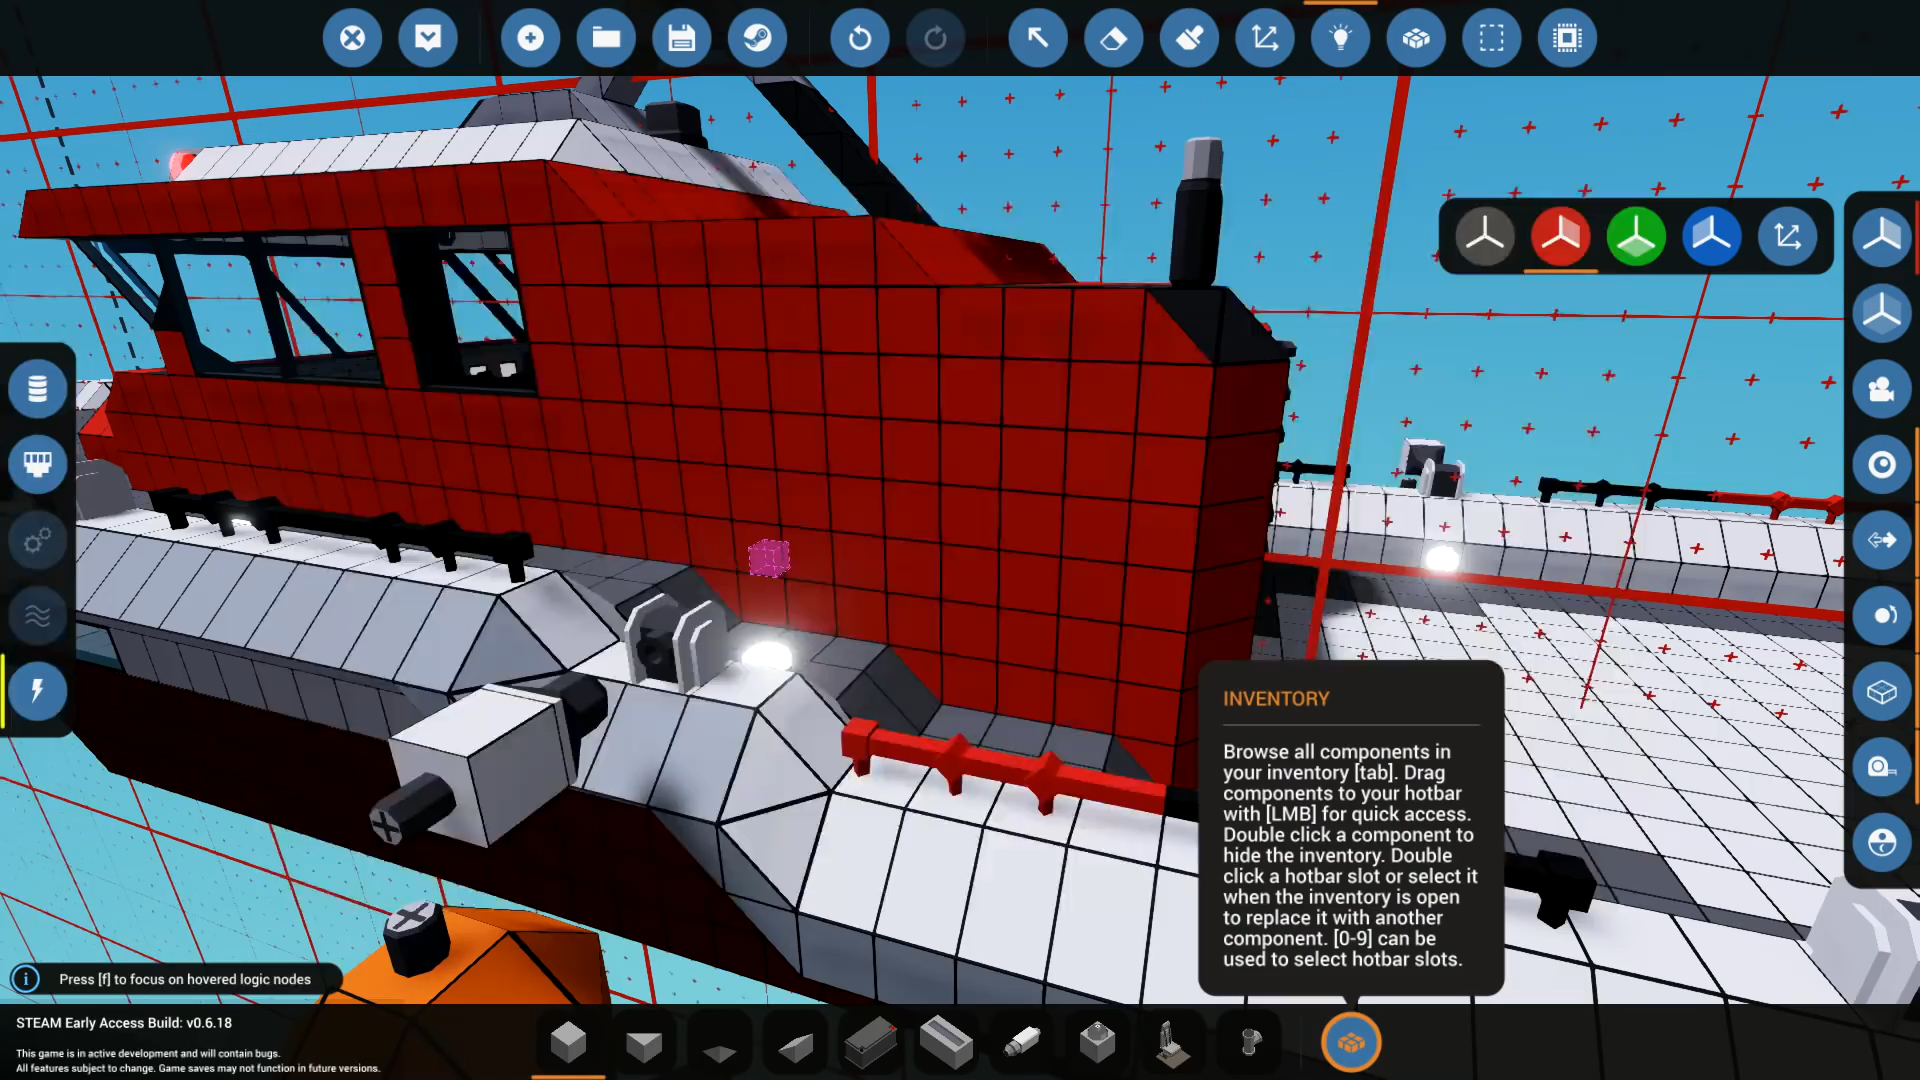 INVENTORY
Browse all components in
your inventory [tab]. Drag
components to your hotbar
with [LMB] for quick access.
Double click a component to
hide the inventory. Double
click a hotbar slot or select it
when the inventory is open
to replace it with another
component. [0-9] can be
used to select hotbar slots.
Press [f] to focus on hovered logic nodes
STEAM Early Access Build: v0.6.18
This game is in active development and will contain bugs.
All features subject to change. Game saves may not function in future versions.